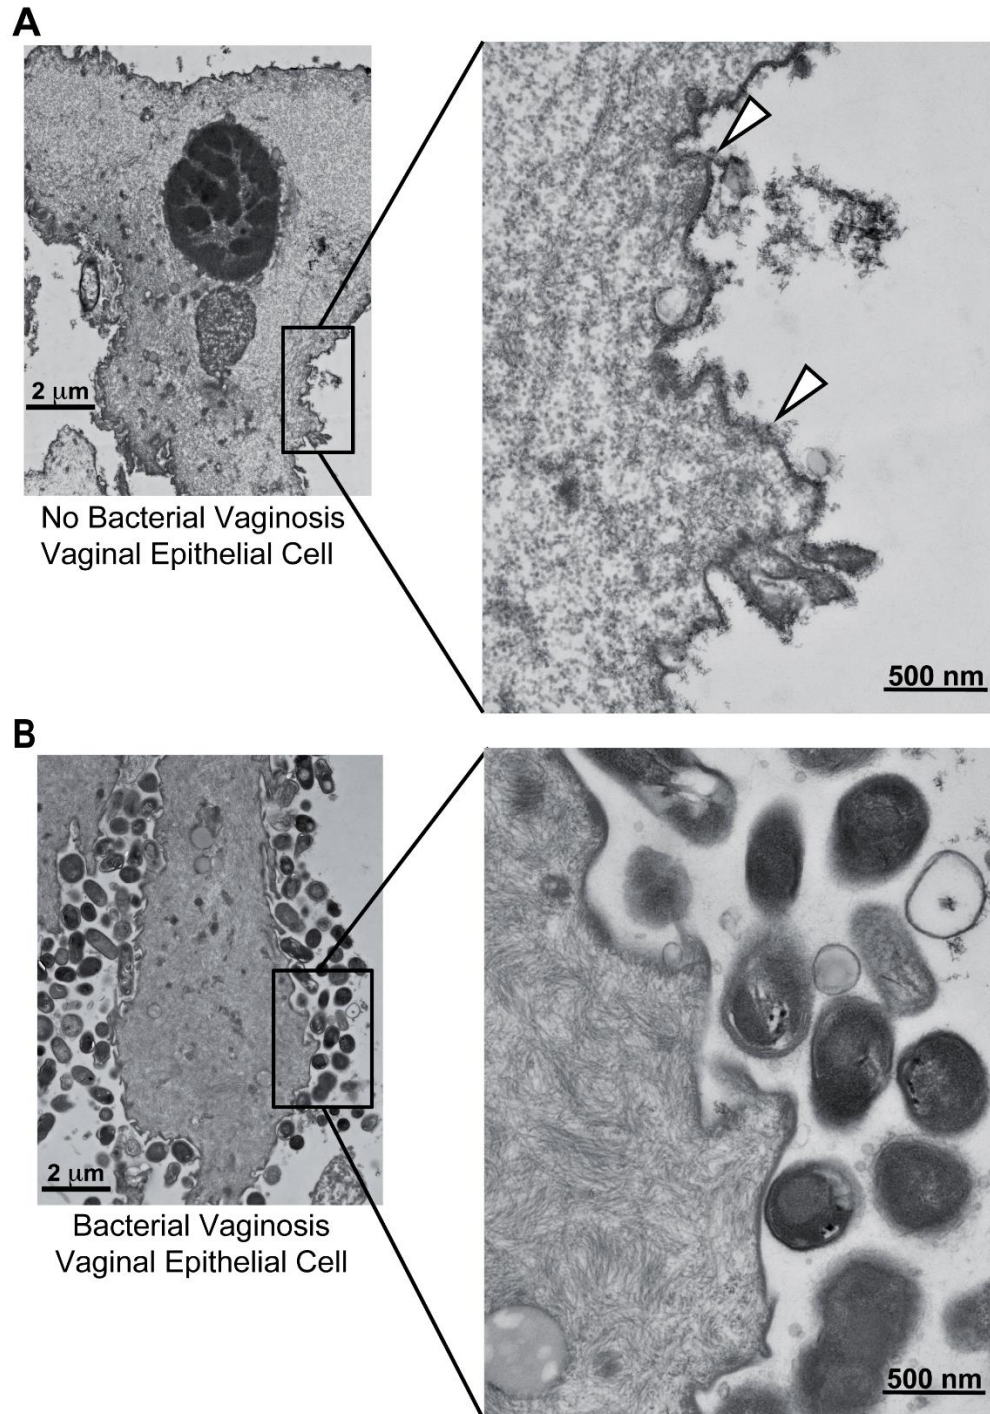 A
2 μm
No Bacterial Vaginosis
Vaginal Epithelial Cell
500 nm
B
2 μm
Bacterial Vaginosis
Vaginal Epithelial Cell
500 nm